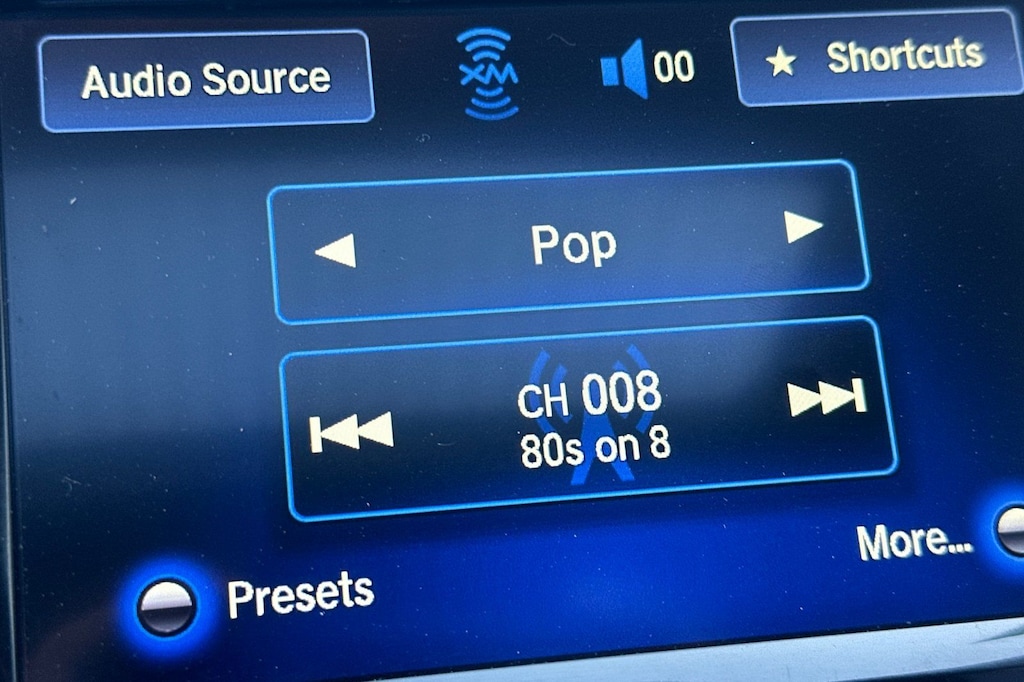 Audio Source
XM
00
★ Shortcuts
Pop
CH 008
80s on 8
Presets
More...